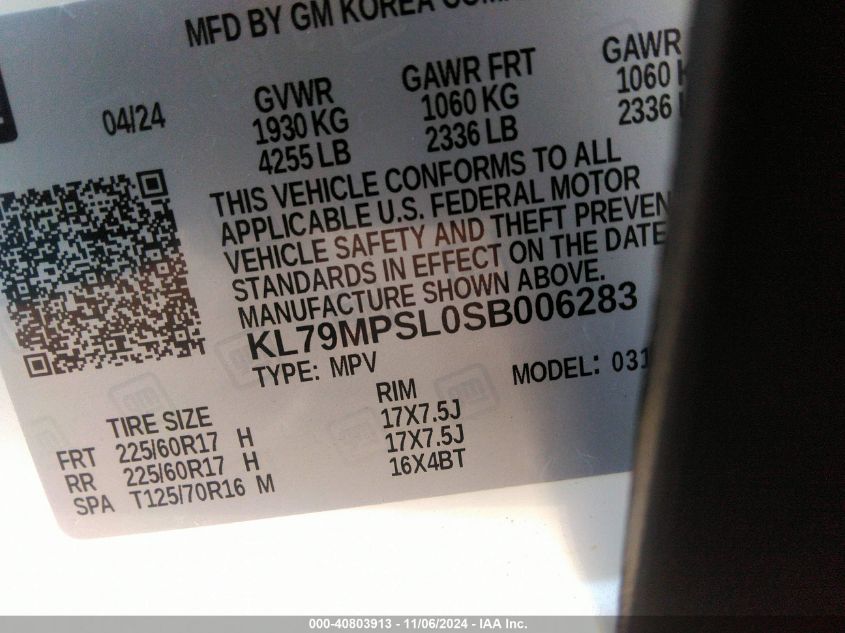 MFD BY GM KOREA
04/24
GVWR GAWR FRT GAWR
1930 KG 1060 KG 1060
4255 LB 2336 LB 2336
THIS VEHICLE CONFORMS TO ALL
APPLICABLE U.S. FEDERAL MOTOR
VEHICLE SAFETY AND THEFT
STANDARDS IN EFFECT ON THE DATE
MANUFACTURE SHOWN ABOVE.
KL79MPSL0SB006283
TYPE: MPV MODEL: 031
TIRE SIZE RIM
FRT 225/60R17 H 17X7.5J
RR 225/60R17 H 17X7.5J
SPA T125/70R16 M 16X4BT
000-40803913 - 11/06/2024 - IAA Inc.